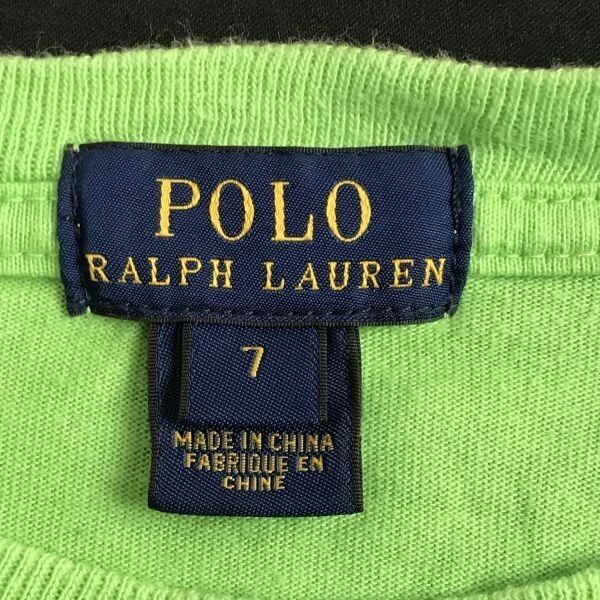 POLO
RALPH LAUREN
7
MADE IN CHINA
FABRIQUE EN
CHINE